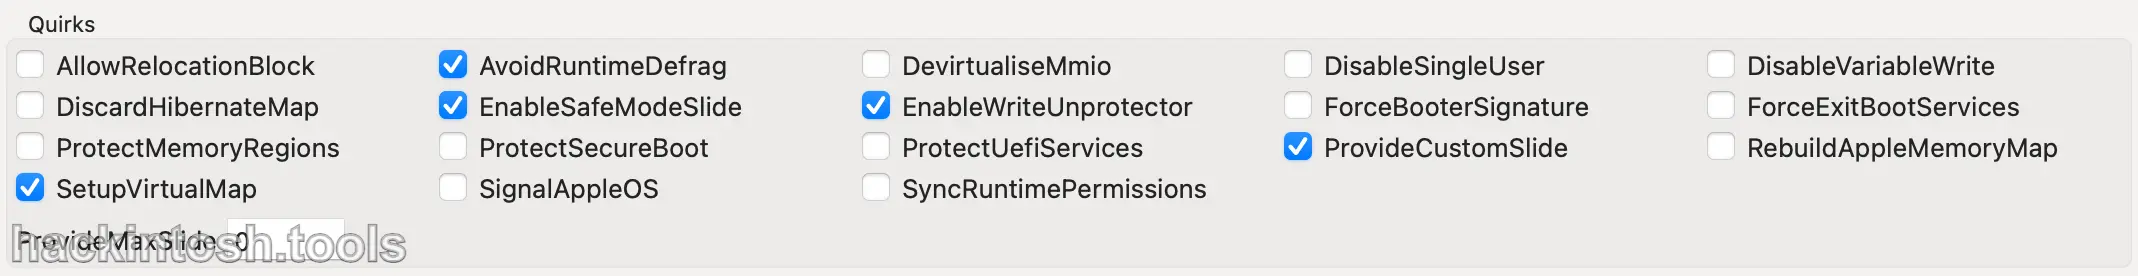 Quirks
AllowRelocationBlock AvoidRuntimeDefrag DevirtualiseMmio DisableSingleUser DisableVariableWrite
DiscardHibernateMap EnableSafeModeSlide EnableWriteUnprotector ForceBooterSignature ForceExitBootServices
ProtectMemoryRegions ProtectSecureBoot ProtectUefiServices ProvideCustomSlide RebuildAppleMemoryMap
SetupVirtualMap SignalAppleOS SyncRuntimePermissions
ProvideMaxSlide 0
hackintosh.tools